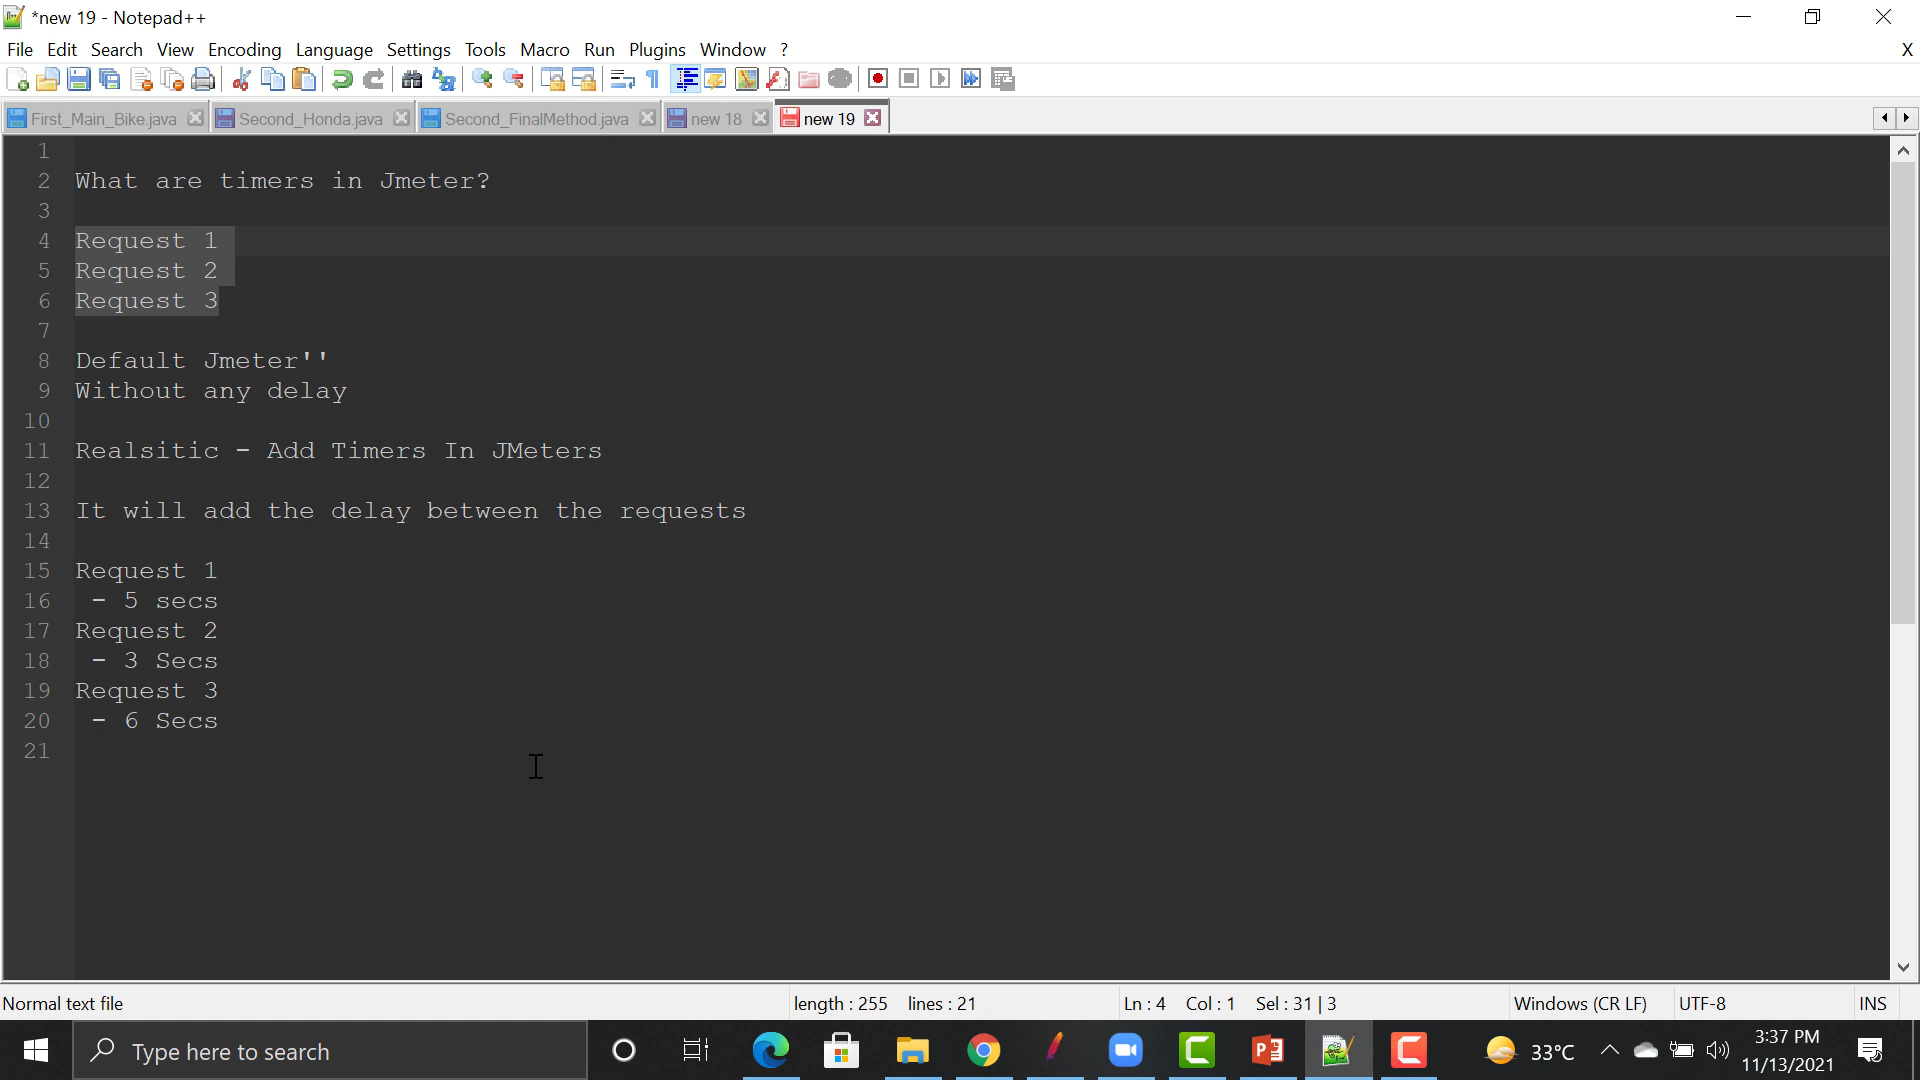 *new 19 - Notepad++
File Edit Search View Encoding Language Settings Tools Macro Run Plugins Window ? X
First_Main_Bike.java Second_Honda.java Second_FinalMethod.java new 18 new 19
1
2 What are timers in Jmeter?
3
4 Request 1
5 Request 2
6 Request 3
7
8 Default Jmeter''
9 Without any delay
10
11 Realsitic - Add Timers In JMeters
12
13 It will add the delay between the requests
14
15 Request 1
16 - 5 secs
17 Request 2
18 - 3 Secs
19 Request 3
20 - 6 Secs
21
Normal text file length : 255 lines : 21 Ln : 4 Col : 1 Sel : 31 | 3 Windows (CR LF) UTF-8 INS
Type here to search 33°C 3:37 PM
11/13/2021